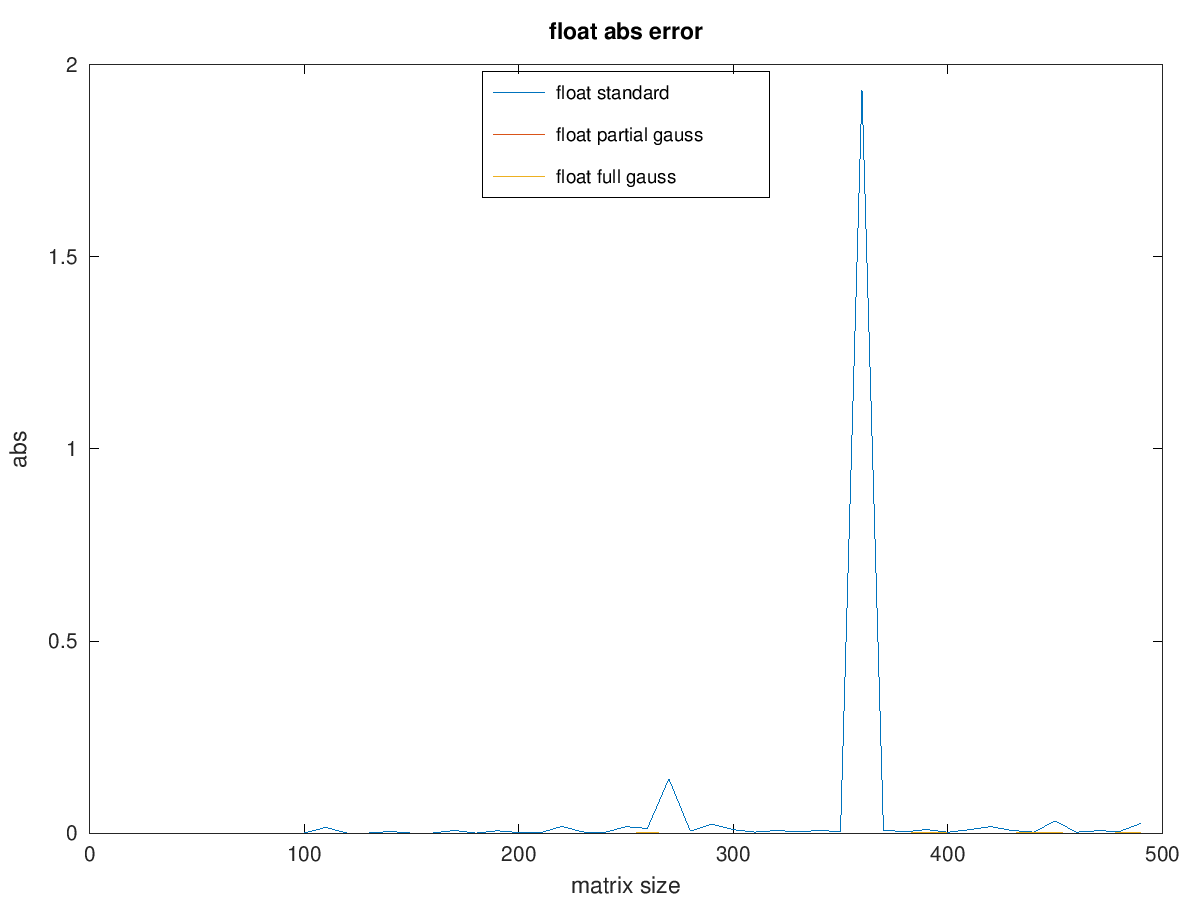 float abs error
2
float standard
float partial gauss
float full gauss
1.5
1
abs
0.5
0
0 100 200 300 400 500
matrix size